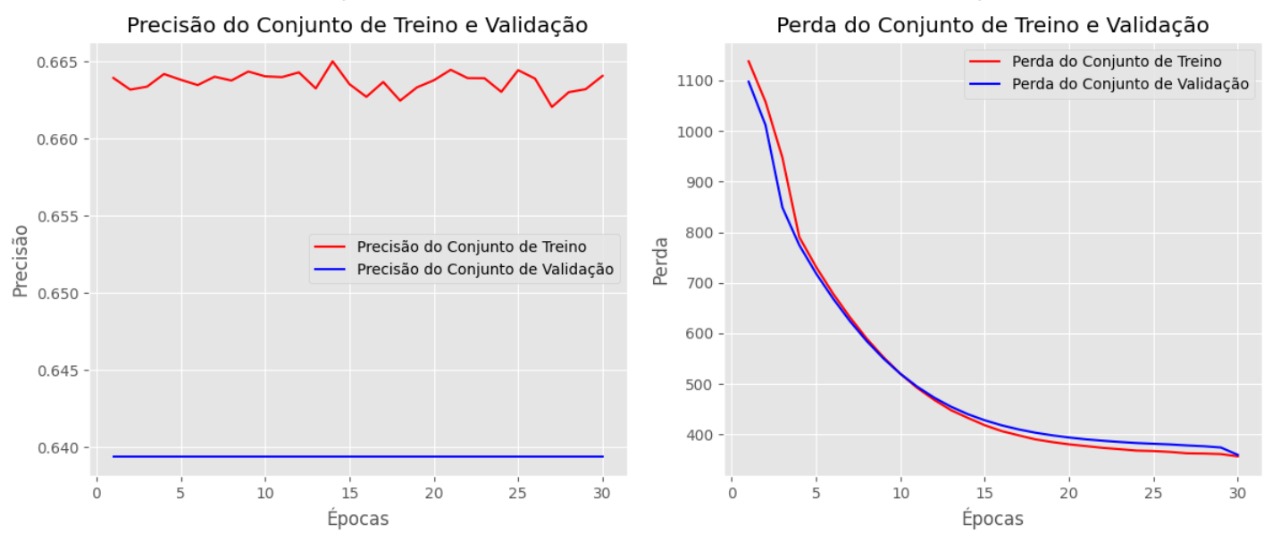 Precisão do Conjunto de Treino e Validação
0.665
0.660
0.655
0.650
0.645
0.640
Precisão
Precisão do Conjunto de Treino
Precisão do Conjunto de Validação
0 5 10 15 20 25 30
Épocas
Perda do Conjunto de Treino e Validação
1100
1000
900
800
700
600
500
400
Perda
Perda do Conjunto de Treino
Perda do Conjunto de Validação
0 5 10 15 20 25 30
Épocas